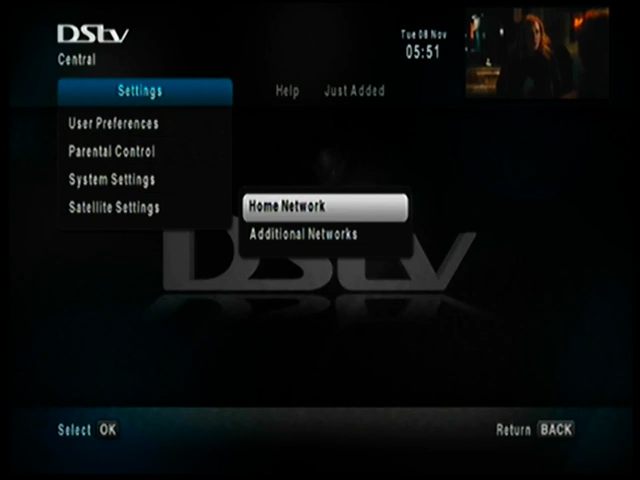 DStv
Central
Tue 08 Nov
05:51
Settings
Help
Just Added
User Preferences
Parental Control
System Settings
Satellite Settings
Home Network
Additional Networks
DStv
Select OK
Return BACK